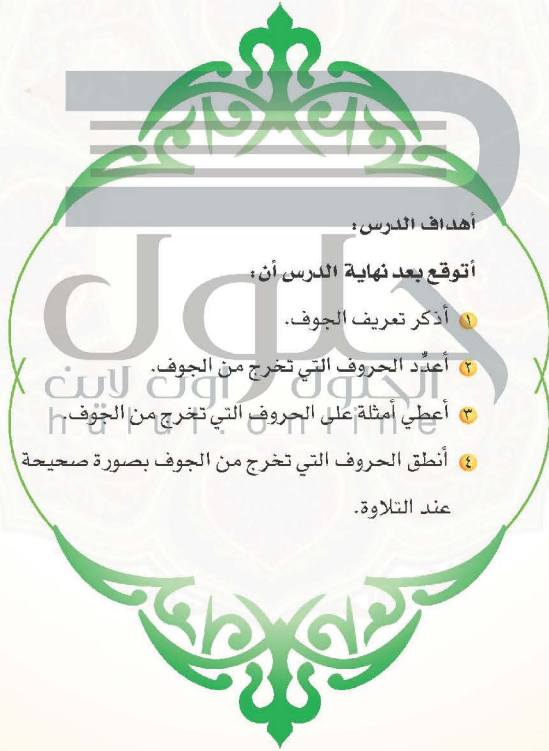 أهداف الدرس:
أتوقع بعد نهاية الدرس أن:
١ أذكر تعريف الجوف.
٢ أعدِّد الحروف التي تخرج من الجوف.
٣ أعطي أمثلة على الحروف التي تخرج من الجوف.
٤ أنطق الحروف التي تخرج من الجوف بصورة صحيحة
عند التلاوة.
حلول
الحلول اون لاين
hulul online